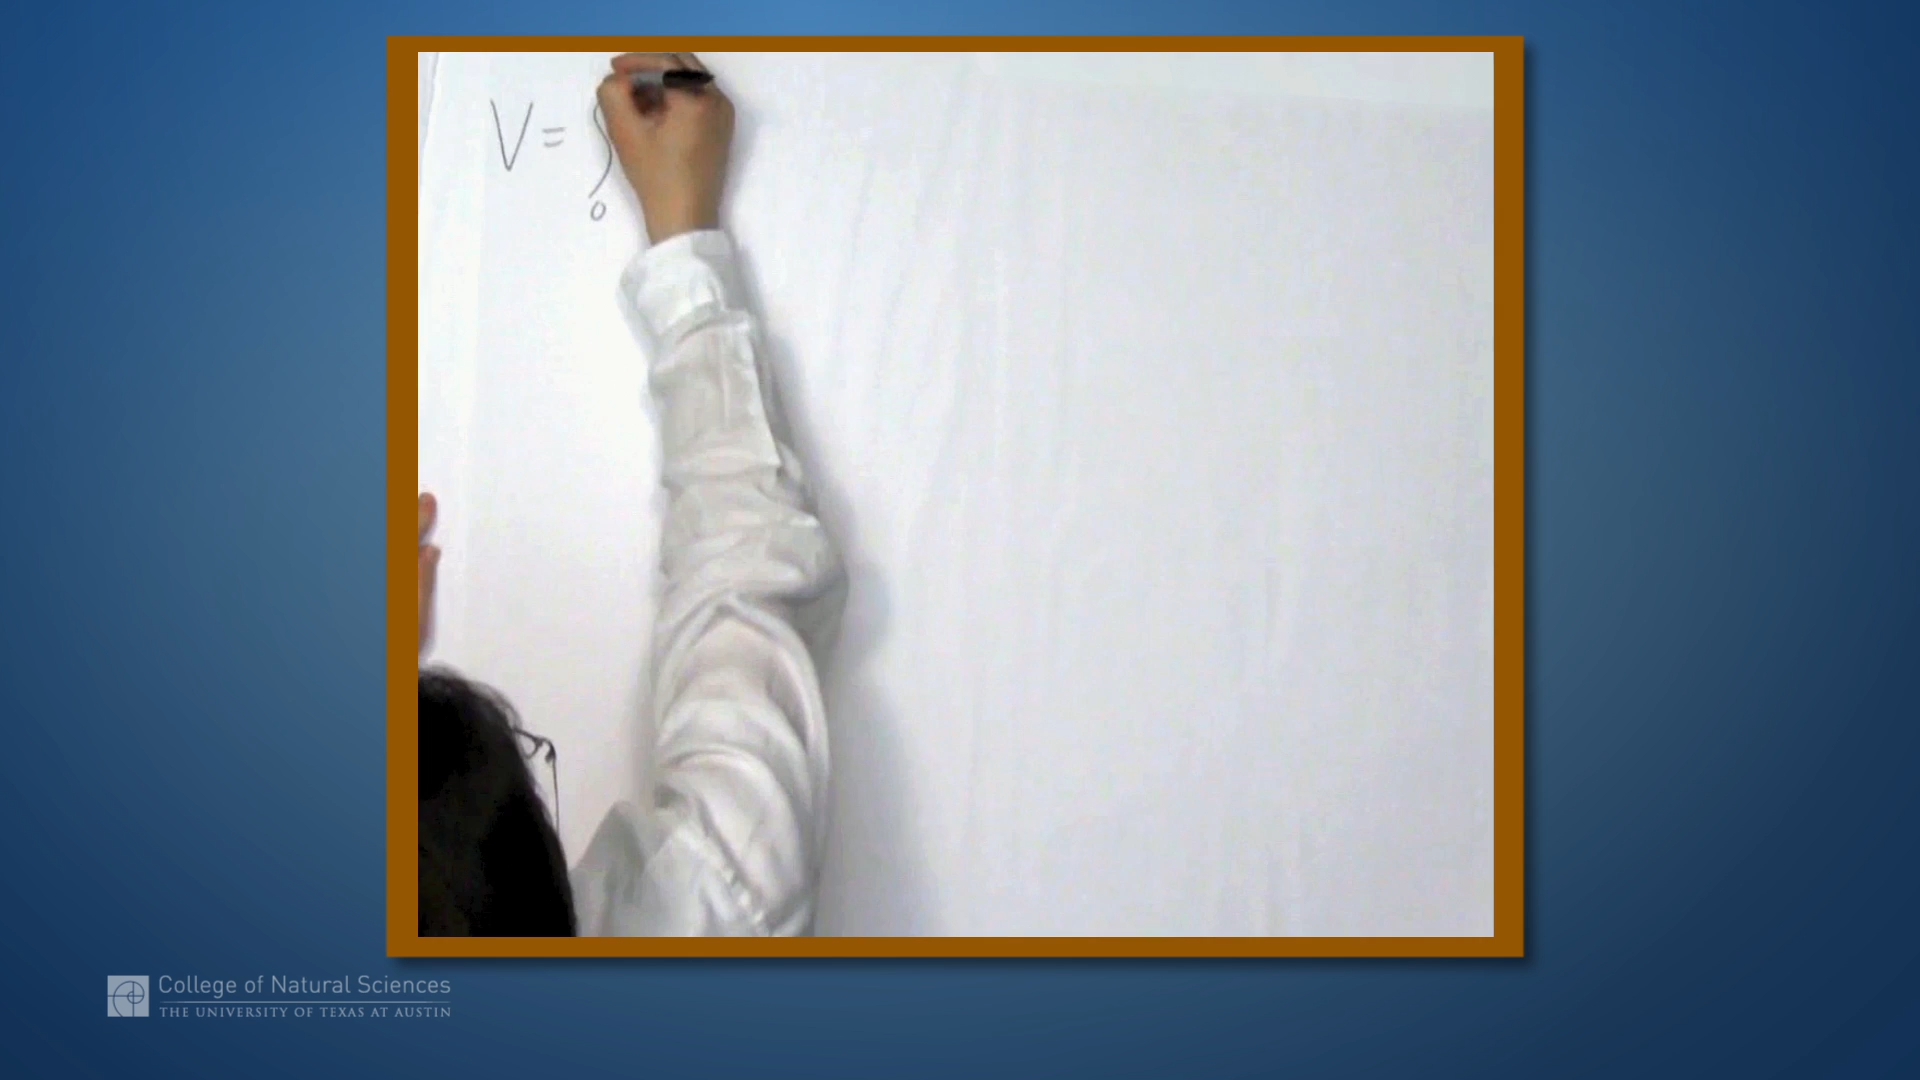 V = ∫
0
College of Natural Sciences
THE UNIVERSITY OF TEXAS AT AUSTIN